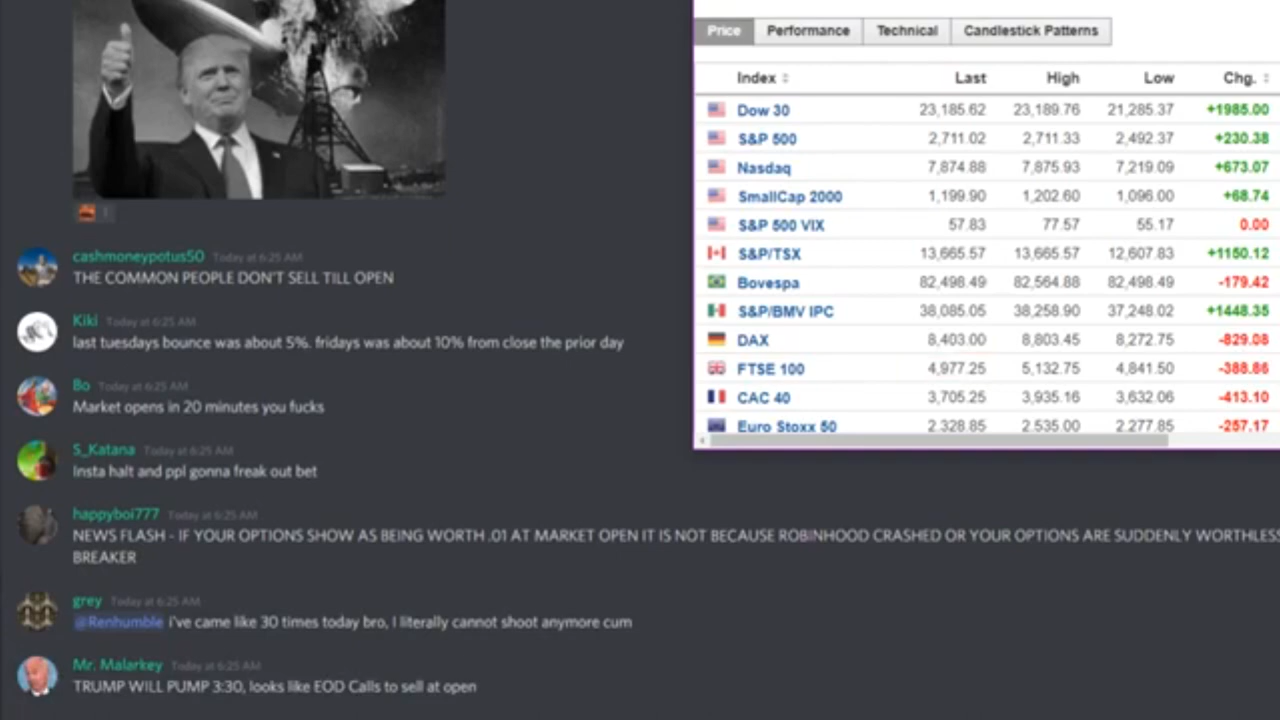 1
cashmoneypotus50 Today at 6:25 AM
THE COMMON PEOPLE DON'T SELL TILL OPEN
Kiki Today at 6:25 AM
last tuesdays bounce was about 5%. fridays was about 10% from close the prior day
Bo Today at 6:25 AM
Market opens in 20 minutes you fucks
S_Katana Today at 6:25 AM
Insta halt and ppl gonna freak out bet
happyboi777 Today at 6:25 AM
NEWS FLASH - IF YOUR OPTIONS SHOW AS BEING WORTH .01 AT MARKET OPEN IT IS NOT BECAUSE ROBINHOOD CRASHED OR YOUR OPTIONS ARE SUDDENLY WORTHLESS
BREAKER
grey Today at 6:25 AM
@Renhumble i've came like 30 times today bro, I literally cannot shoot anymore cum
Mr. Malarkey Today at 6:25 AM
TRUMP WILL PUMP 3:30, looks like EOD Calls to sell at open
Price Performance Technical Candlestick Patterns
Index Last High Low Chg.
Dow 30 23,185.62 23,189.76 21,285.37 +1985.00
S&P 500 2,711.02 2,711.33 2,492.37 +230.38
Nasdaq 7,874.88 7,875.93 7,219.09 +673.07
SmallCap 2000 1,199.90 1,202.60 1,096.00 +68.74
S&P 500 VIX 57.83 77.57 55.17 0.00
S&P/TSX 13,665.57 13,665.57 12,607.83 +1150.12
Bovespa 82,498.49 82,564.88 82,498.49 -179.42
S&P/BMV IPC 38,085.05 38,258.90 37,248.02 +1448.35
DAX 8,403.00 8,803.45 8,272.75 -829.08
FTSE 100 4,977.25 5,132.75 4,841.50 -388.86
CAC 40 3,705.25 3,935.16 3,632.06 -413.10
Euro Stoxx 50 2,328.85 2,535.00 2,277.85 -257.17